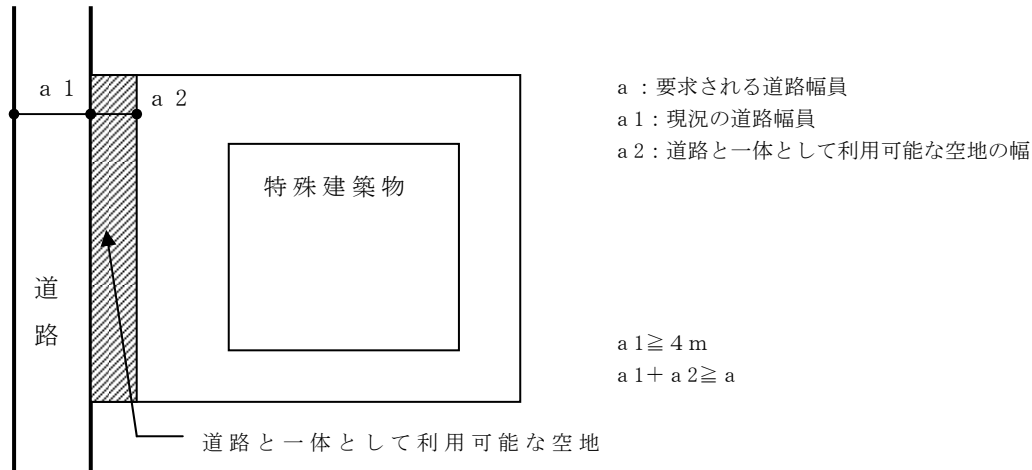 a 1
a 2
特殊建築物
道路
道路と一体として利用可能な空地
a ：要求される道路幅員
a 1：現況の道路幅員
a 2：道路と一体として利用可能な空地の幅
a 1≧4 m
a 1＋a 2≧a